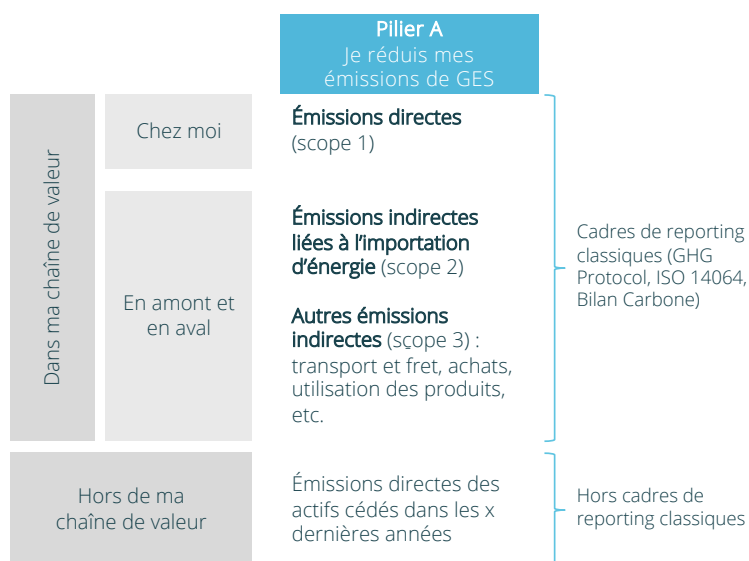 Pilier A
Je réduis mes
émissions de GES
Dans ma chaîne de valeur
Chez moi
Émissions directes
(scope 1)
En amont et
en aval
Émissions indirectes
liées à l’importation
d’énergie (scope 2)
Autres émissions
indirectes (scope 3) :
transport et fret, achats,
utilisation des produits,
etc.
Cadres de reporting
classiques (GHG
Protocol, ISO 14064,
Bilan Carbone)
Hors de ma
chaîne de valeur
Émissions directes des
actifs cédés dans les x
dernières années
Hors cadres de
reporting classiques